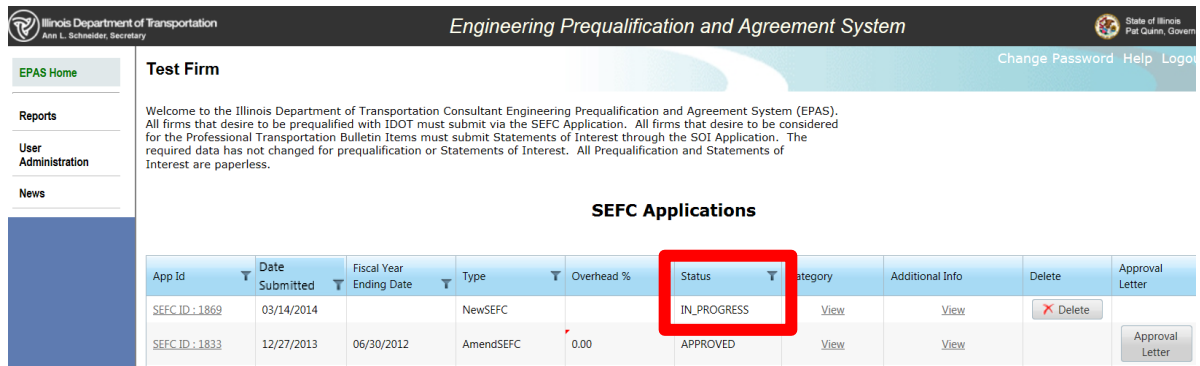 Illinois Department of Transportation
Ann L. Schneider, Secretary
Engineering Prequalification and Agreement System
State of Illinois
Pat Quinn, Govern
Change Password Help Logou
EPAS Home
Reports
User
Administration
News
Test Firm
Welcome to the Illinois Department of Transportation Consultant Engineering Prequalification and Agreement System (EPAS).
All firms that desire to be prequalified with IDOT must submit via the SEFC Application. All firms that desire to be considered
for the Professional Transportation Bulletin Items must submit Statements of Interest through the SOI Application. The
required data has not changed for prequalification or Statements of Interest. All Prequalification and Statements of
Interest are paperless.
SEFC Applications
App Id Date Submitted Fiscal Year Ending Date Type Overhead % Status ategory Additional Info Delete Approval Letter
SEFC ID : 1869 03/14/2014 NewSEFC IN_PROGRESS View View Delete
SEFC ID : 1833 12/27/2013 06/30/2012 AmendSEFC 0.00 APPROVED View View Approval Letter